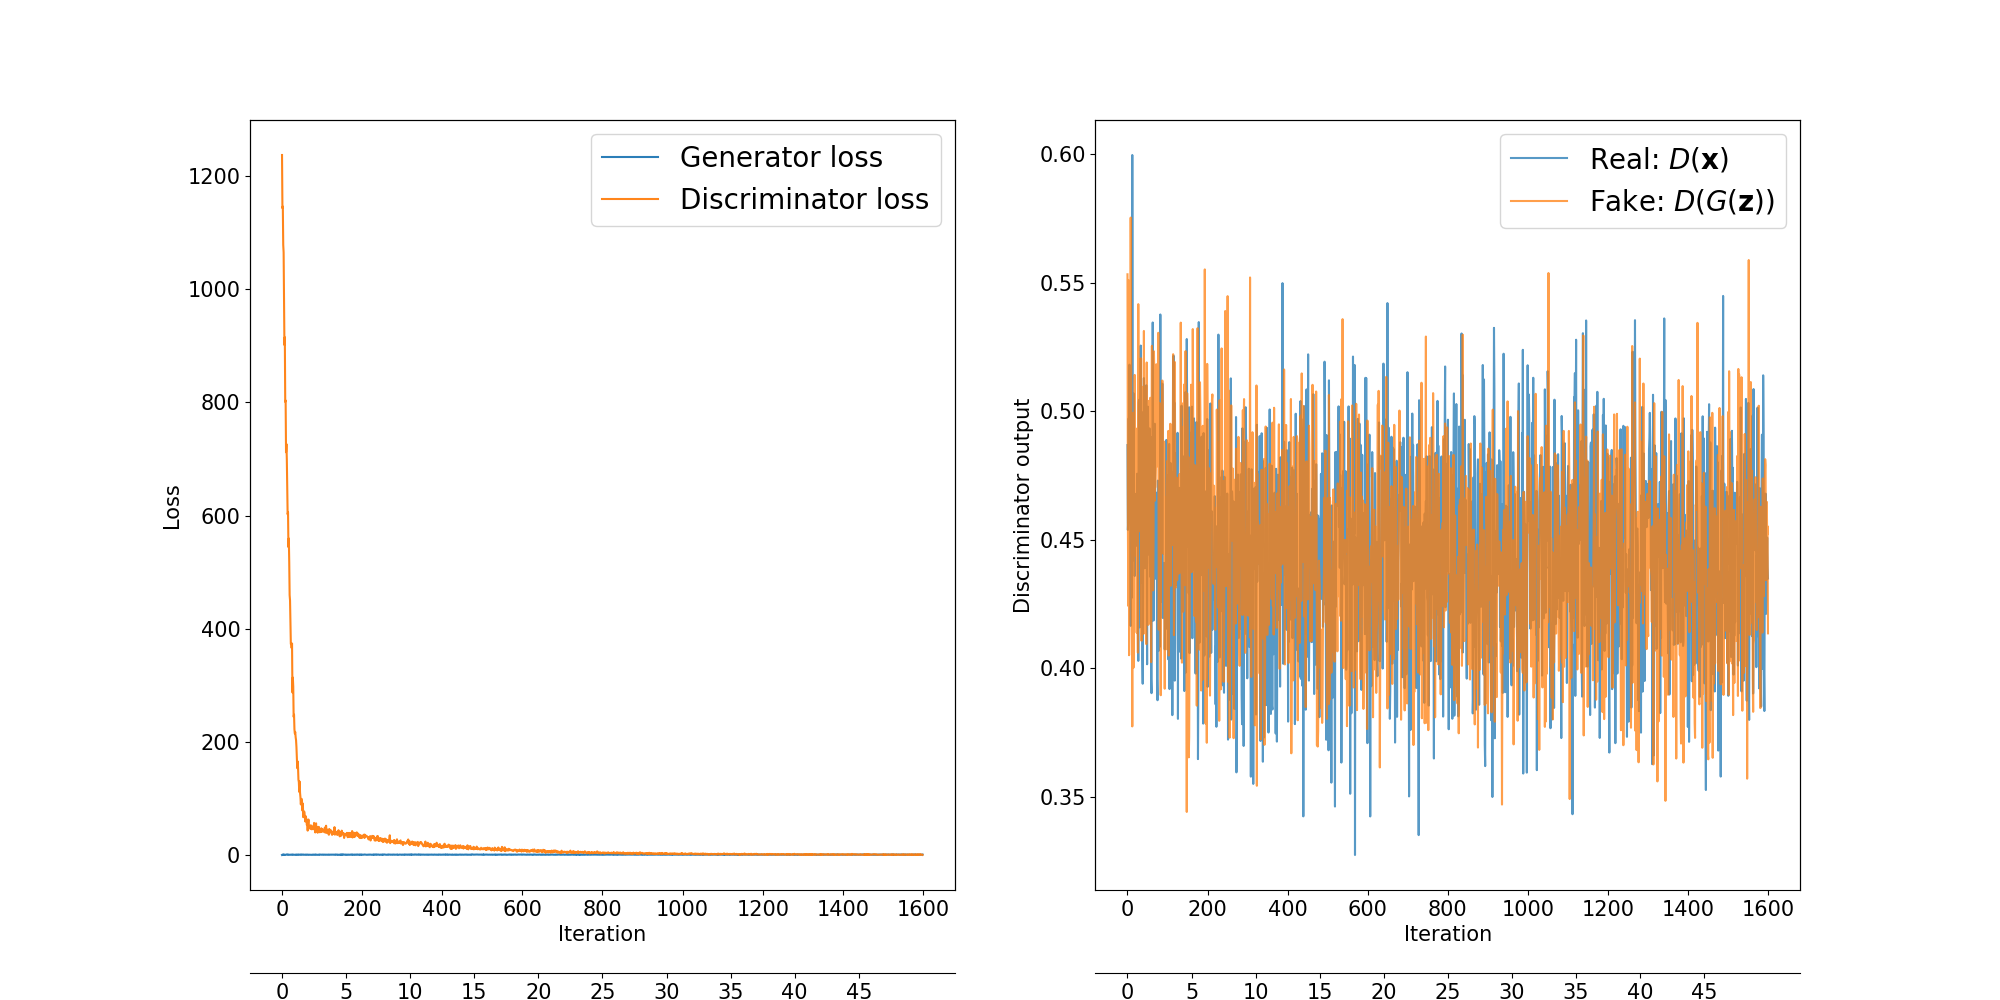 Generator loss
Discriminator loss
1200
1000
800
600
400
200
0
Loss
0 200 400 600 800 1000 1200 1400 1600
Iteration
0 5 10 15 20 25 30 35 40 45
Real: D(x)
Fake: D(G(z))
0.60
0.55
0.50
0.45
0.40
0.35
Discriminator output
0 200 400 600 800 1000 1200 1400 1600
Iteration
0 5 10 15 20 25 30 35 40 45